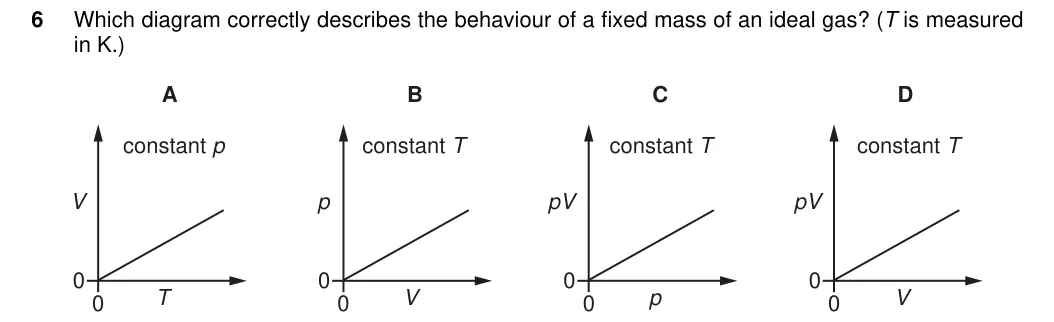 6 Which diagram correctly describes the behaviour of a fixed mass of an ideal gas? (T is measured
in K.)
A B C D
constant p constant T constant T constant T
V p pV pV
0 0 0 0
0 T 0 V 0 p 0 V